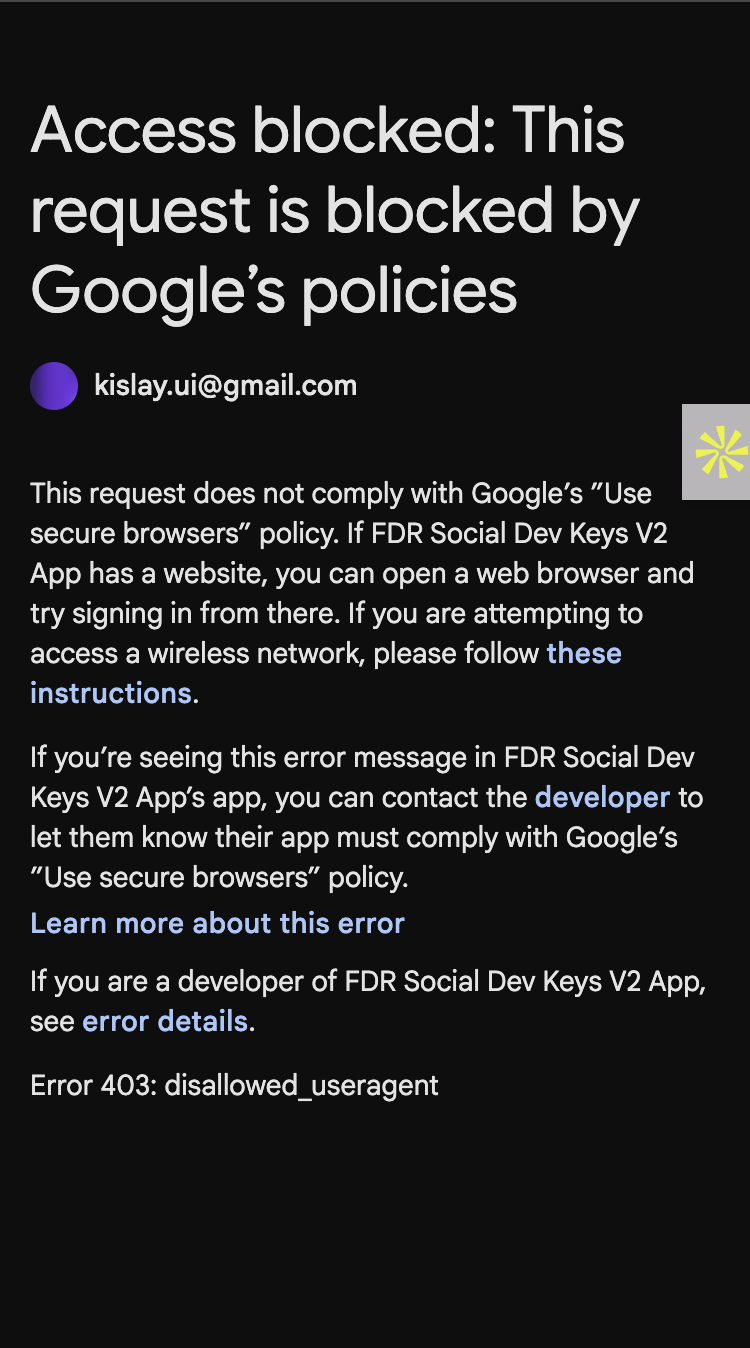 Access blocked: This
request is blocked by
Google’s policies
kislay.ui@gmail.com
This request does not comply with Google’s ”Use
secure browsers” policy. If FDR Social Dev Keys V2
App has a website, you can open a web browser and
try signing in from there. If you are attempting to
access a wireless network, please follow these
instructions.
If you’re seeing this error message in FDR Social Dev
Keys V2 App’s app, you can contact the developer to
let them know their app must comply with Google’s
”Use secure browsers” policy.
Learn more about this error
If you are a developer of FDR Social Dev Keys V2 App,
see error details.
Error 403: disallowed_useragent